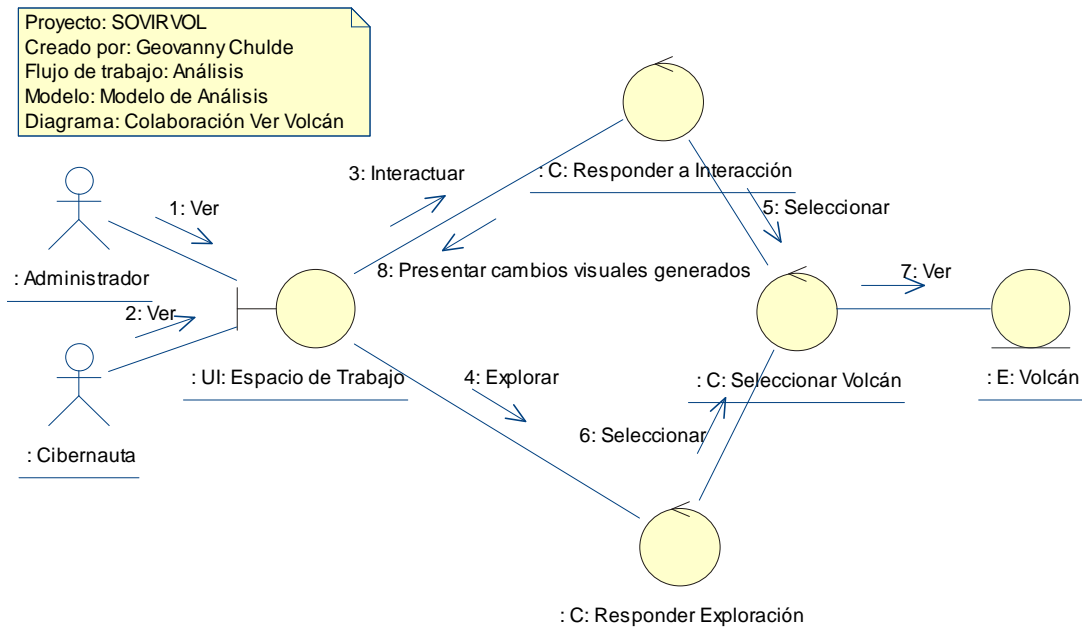 Proyecto: SOVIRVOL
Creado por: Geovanny Chulde
Flujo de trabajo: Análisis
Modelo: Modelo de Análisis
Diagrama: Colaboración Ver Volcán
3: Interactuar
: C: Responder a Interacción
1: Ver
5: Seleccionar
: Administrador
8: Presentar cambios visuales generados
7: Ver
2: Ver
: UI: Espacio de Trabajo
4: Explorar
: C: Seleccionar Volcán
: E: Volcán
6: Seleccionar
: Cibernauta
: C: Responder Exploración